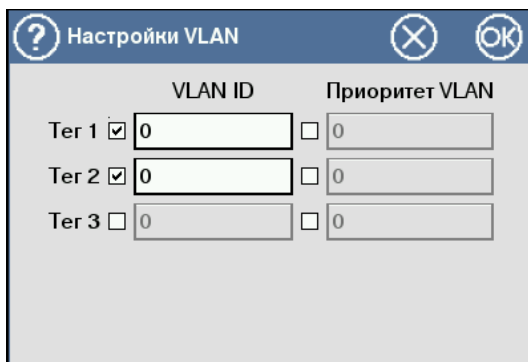 ? Настройки VLAN OK
VLAN ID Приоритет VLAN
Тег 1 0 0
Тег 2 0 0
Тег 3 0 0